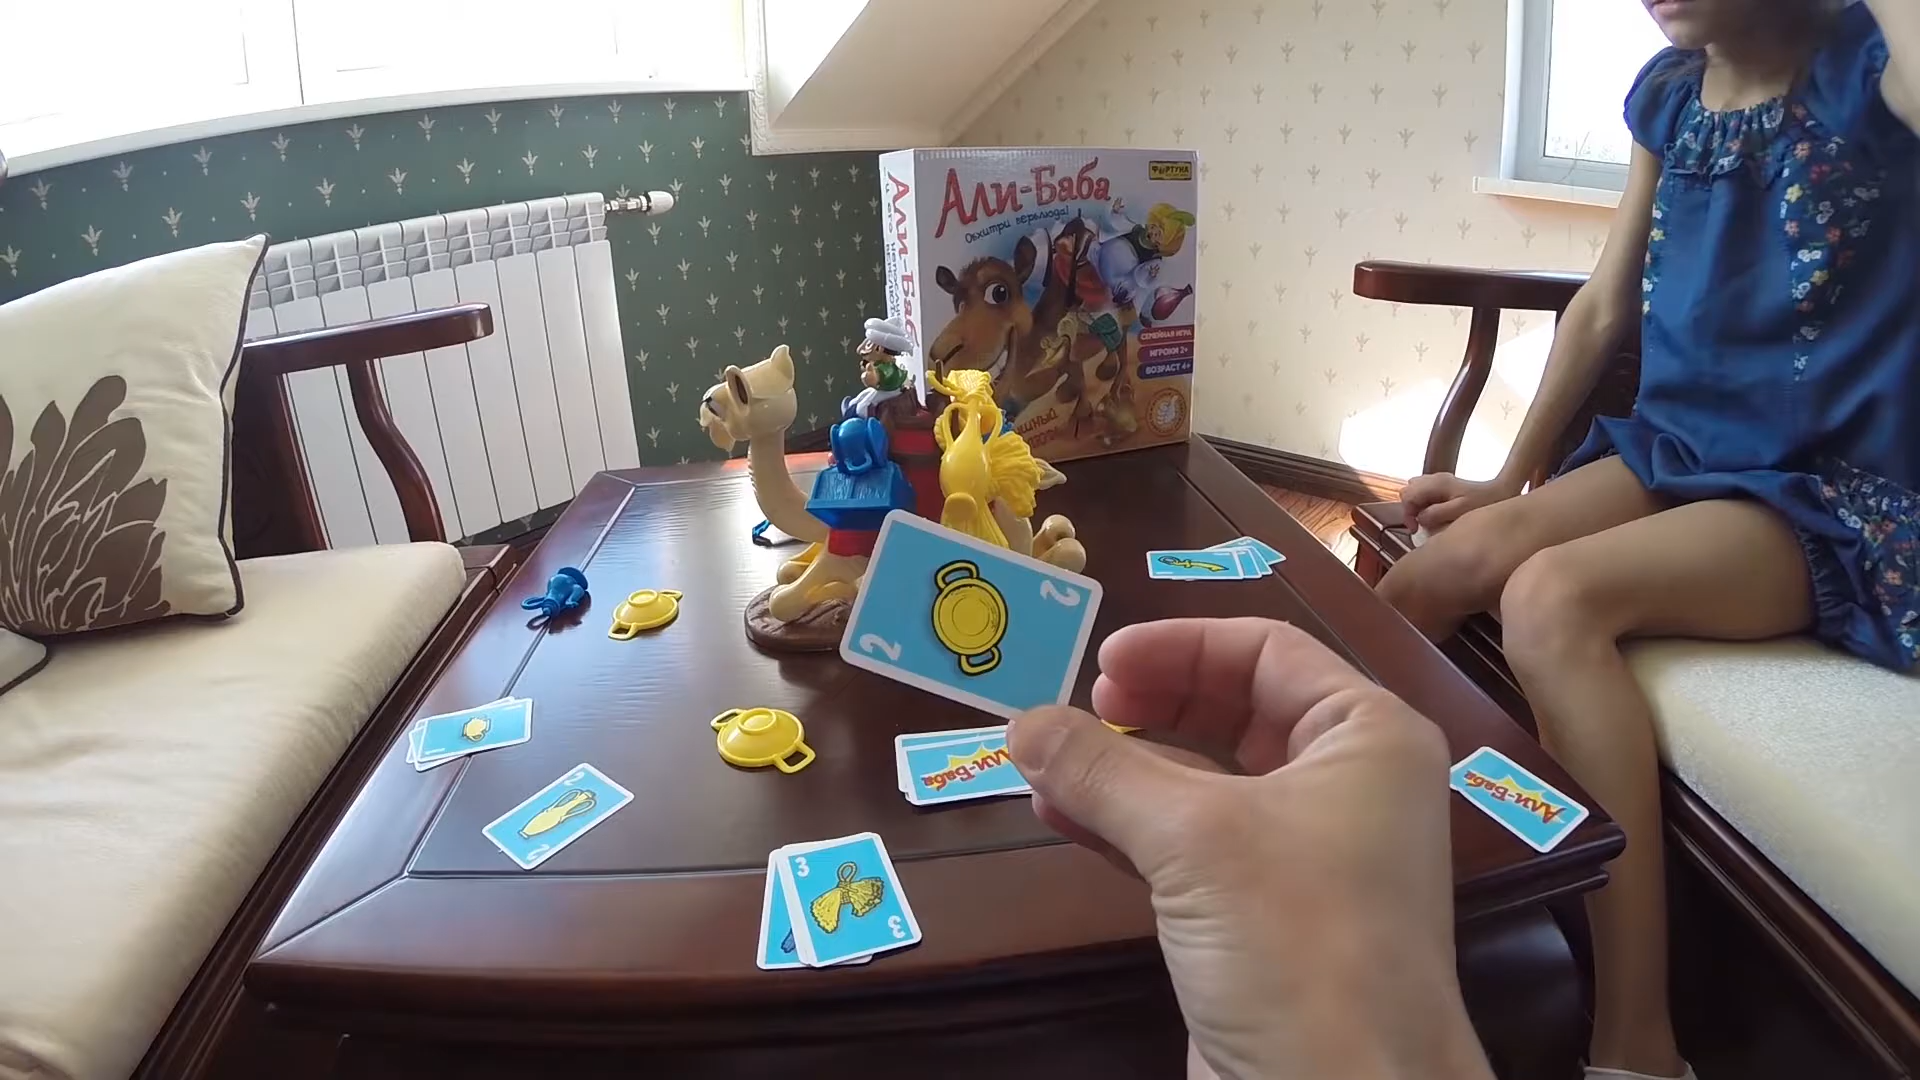 Али-Баба
Обхитри верблюда!
ФОРТУНА
Али-Баба
СЕМЕЙНАЯ ИГРА
ИГРОКИ 2+
ВОЗРАСТ 4+
2
2
Али-Баба
Али-Баба
2
2
3
3